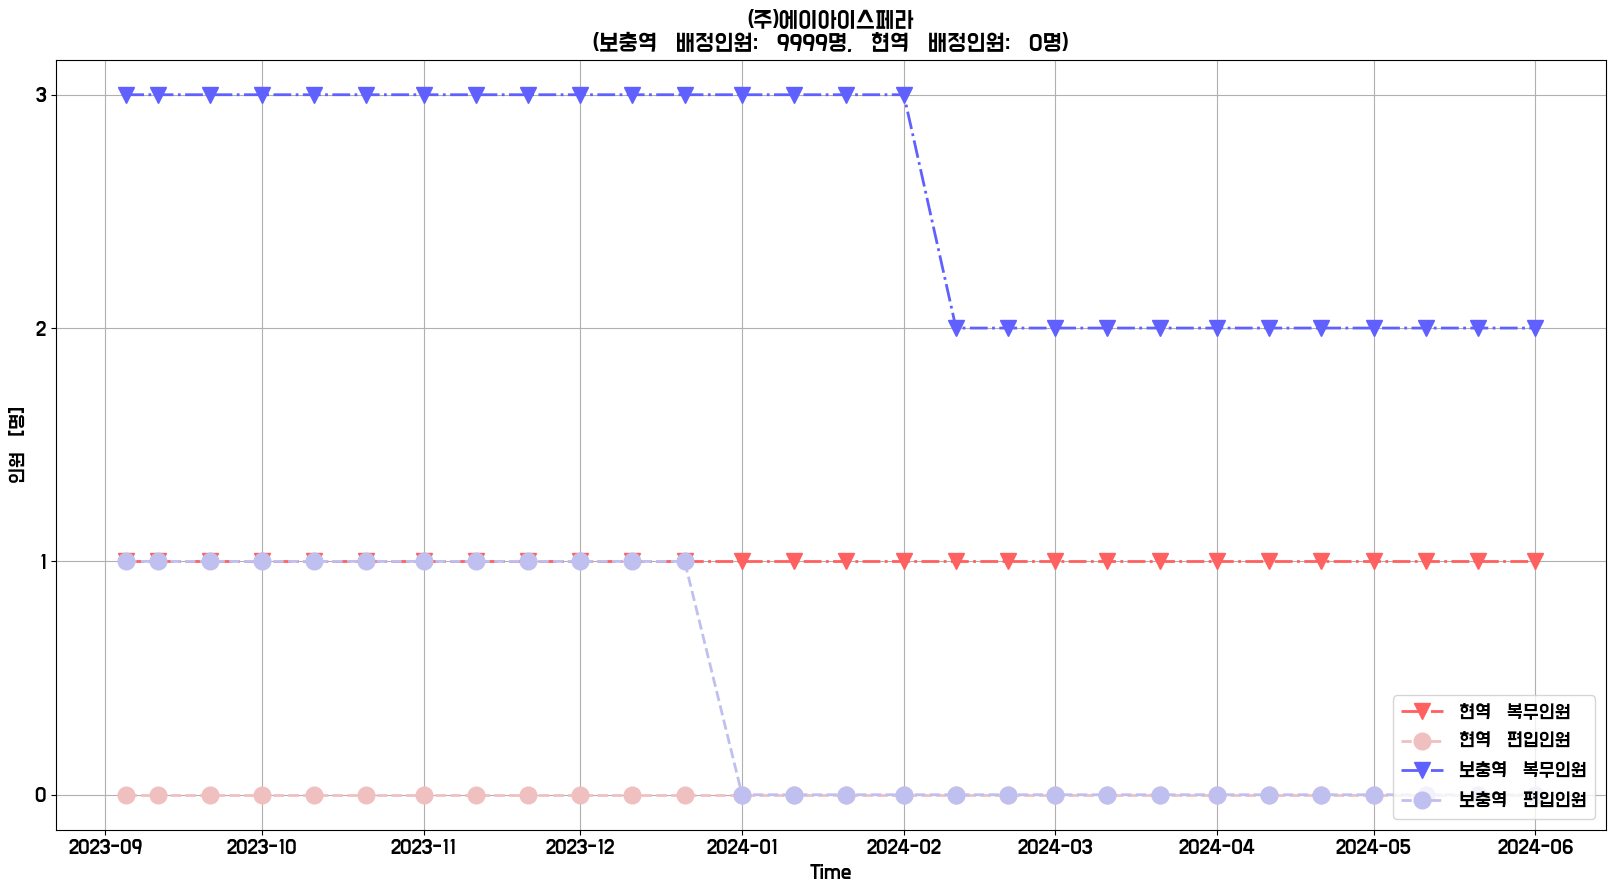 (주)에이아이스페라
(보충역 배정인원: 9999명, 현역 배정인원: 0명)
인원 [명]
3
2
1
0
2023-09 2023-10 2023-11 2023-12 2024-01 2024-02 2024-03 2024-04 2024-05 2024-06
Time
현역 복무인원
현역 편입인원
보충역 복무인원
보충역 편입인원